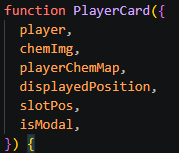 function PlayerCard({
  player,
  chemImg,
  playerChemMap,
  displayedPosition,
  slotPos,
  isModal,
}) {